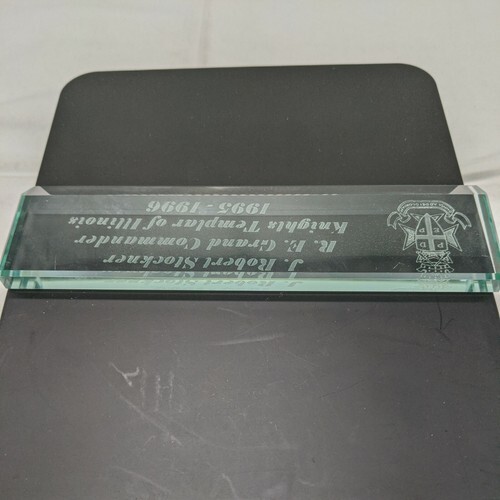 J. Robert Stockner
R. E. Grand Commander
Knights Templar of Illinois
1995 - 1996